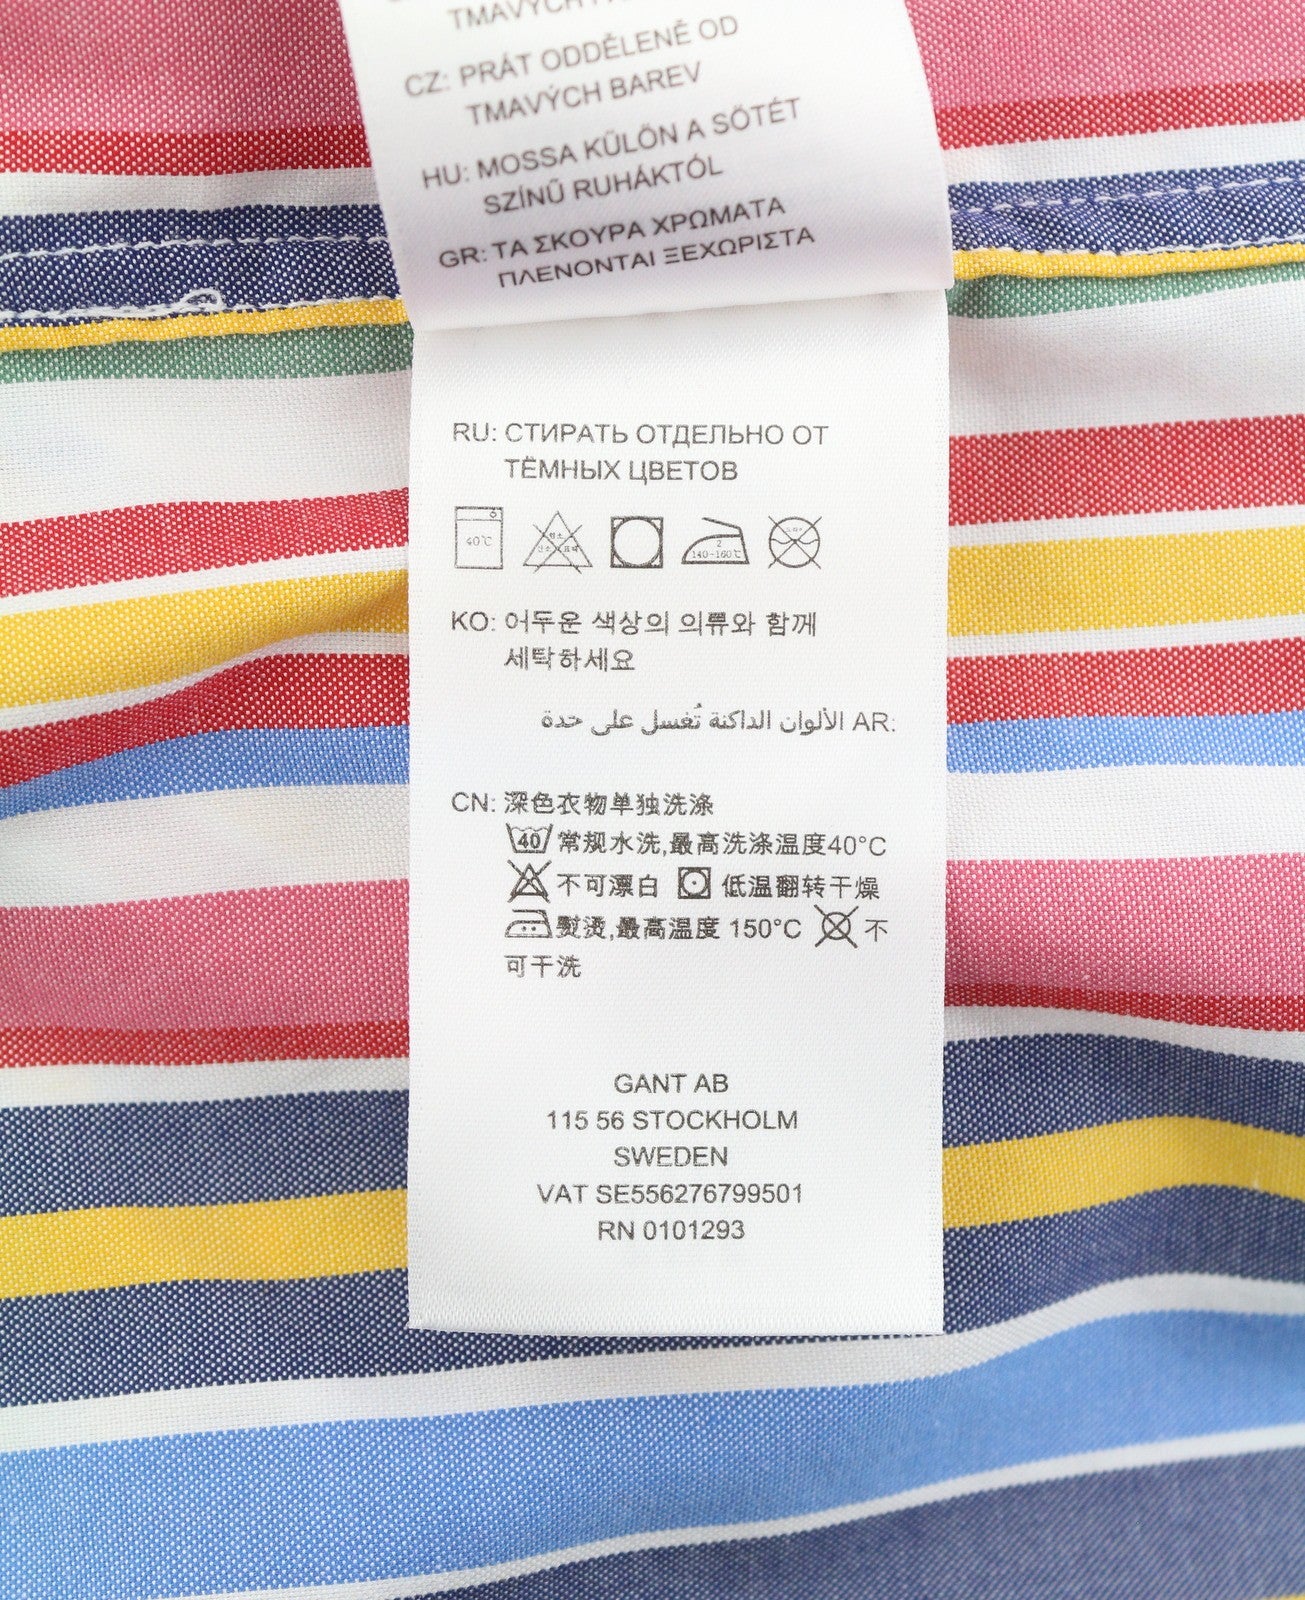 CZ: PRÁT ODDĚLENĚ OD
TMAVÝCH BAREV
HU: MOSSA KŰLÖN A SÖTÉT
SZÍNŰ RUHÁKTÓL
GR: ΤΑ ΣΚΟΥΡΑ ΧΡΩΜΑΤΑ
ΠΛΕΝΟΝΤΑΙ ΞΕΧΩΡΙΣΤΑ
RU: СТИРАТЬ ОТДЕЛЬНО ОТ
ТЁМНЫХ ЦВЕТОВ
40℃ 2 140-160℃
KO: 어두운 색상의 의류와 함께
세탁하세요
AR: الألوان الداكنة تُغسل على حدة
CN: 深色衣物单独洗涤
40 常规水洗,最高洗涤温度40°C
不可漂白 低温翻转干燥
熨烫,最高温度 150°C 不
可干洗
GANT AB
115 56 STOCKHOLM
SWEDEN
VAT SE556276799501
RN 0101293